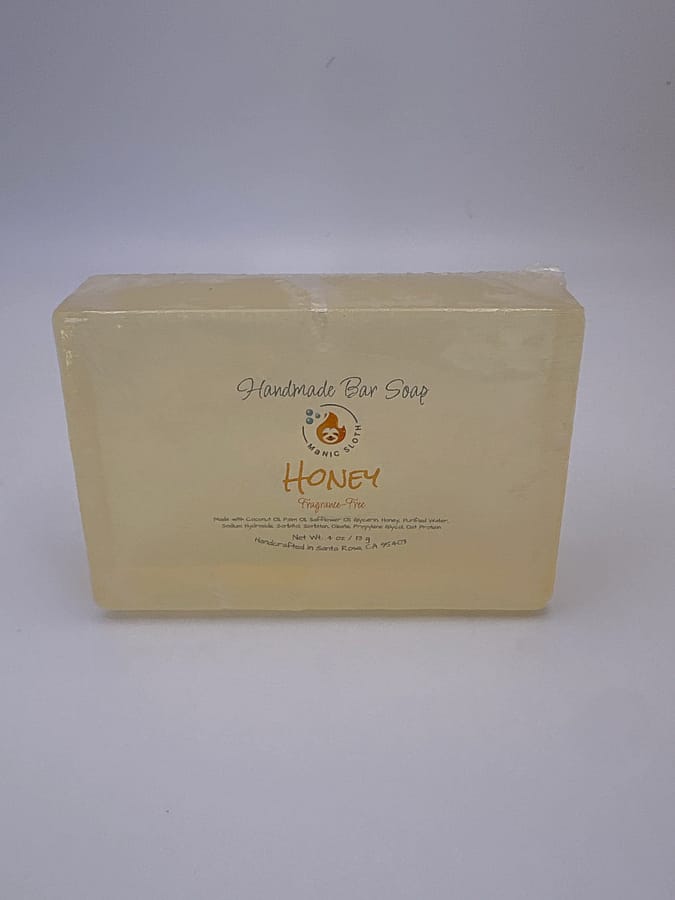 Handmade Bar Soap
MANIC SLOTH
HONEY
Fragrance-Free
Made with Coconut Oil, Palm Oil, Safflower Oil, Glycerin, Honey, Purified Water,
Sodium Hydroxide, Sorbitol, Sorbitan, Oleate, Propylene Glycol, Oat Protein
Net Wt. 4 oz / 113 g
Handcrafted in Santa Rosa, CA 95403